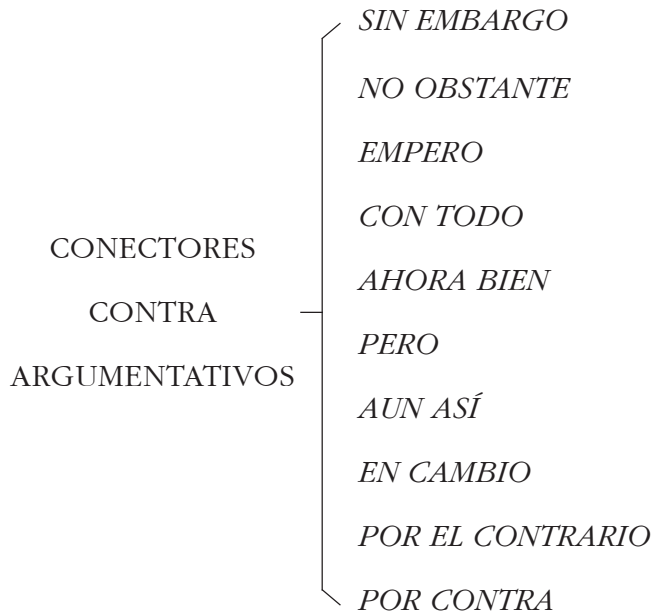 CONECTORES
CONTRA
ARGUMENTATIVOS
SIN EMBARGO
NO OBSTANTE
EMPERO
CON TODO
AHORA BIEN
PERO
AUN ASÍ
EN CAMBIO
POR EL CONTRARIO
POR CONTRA